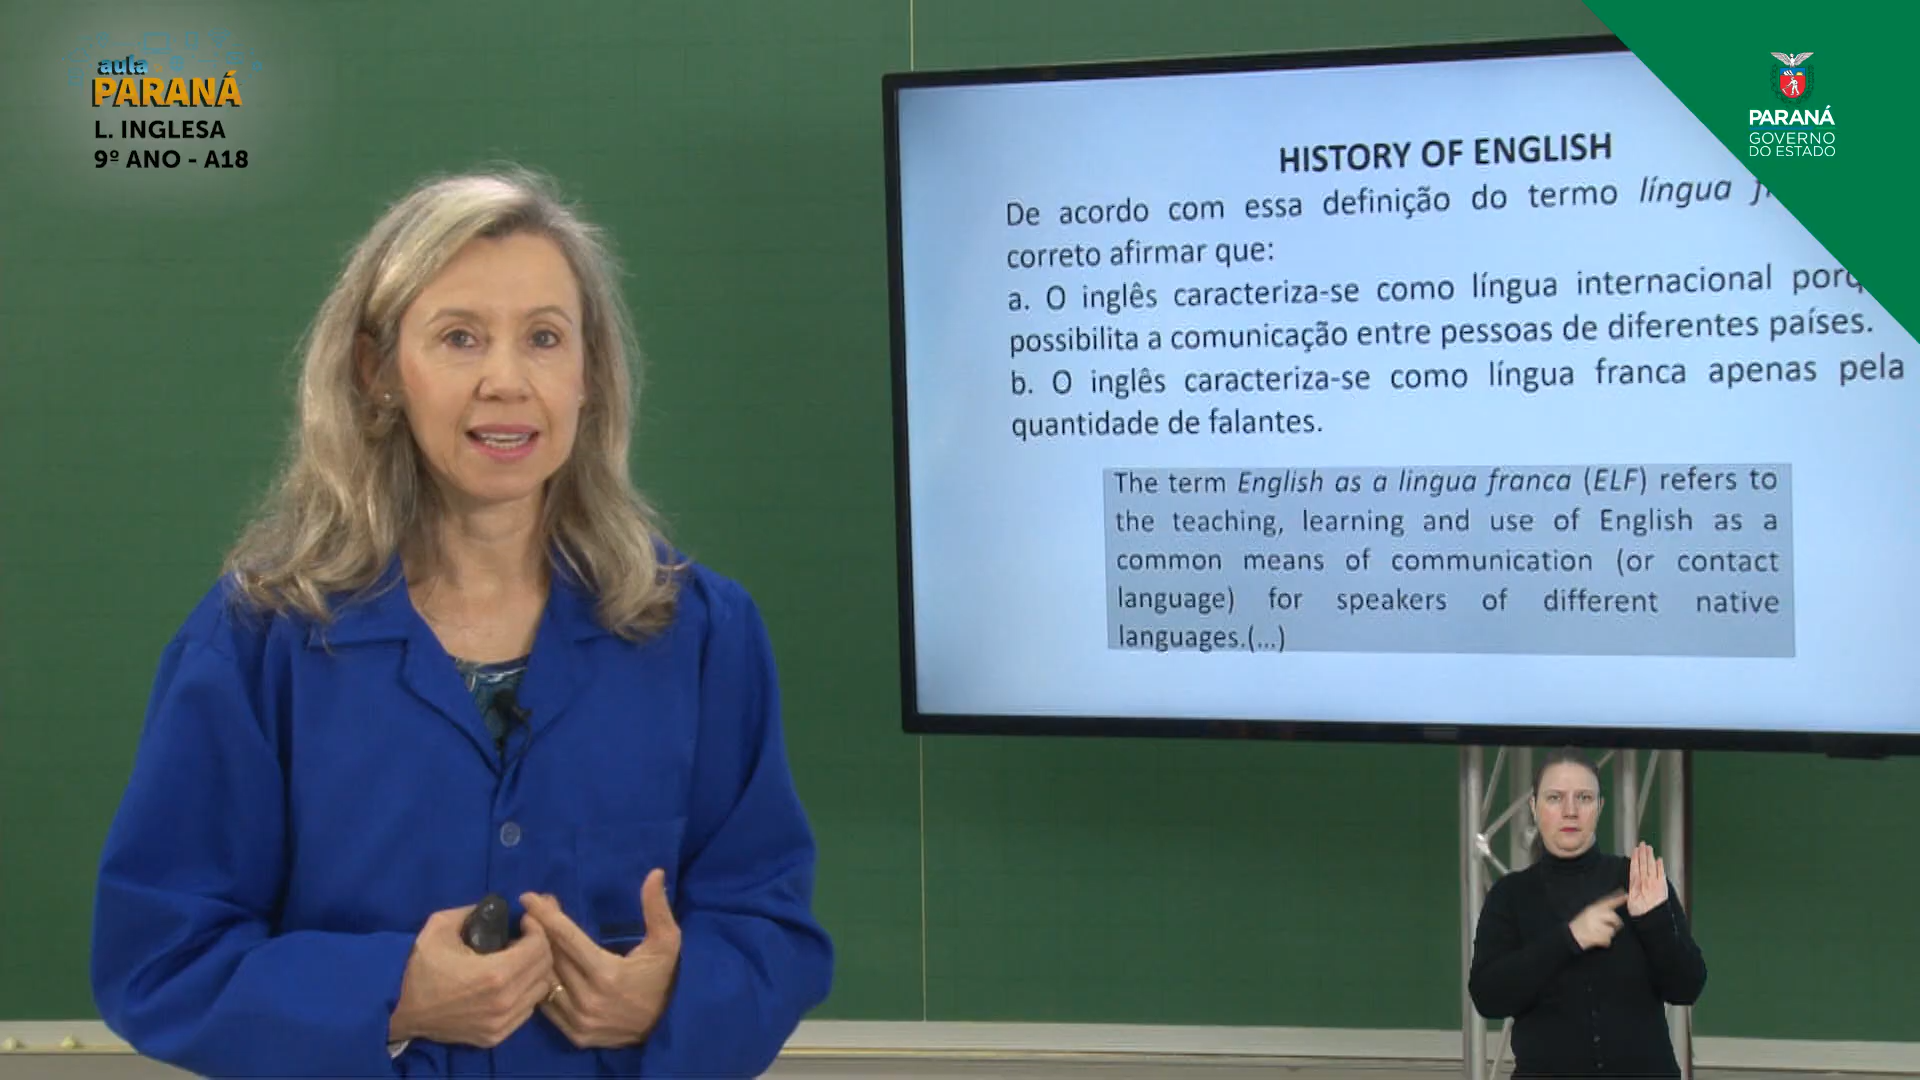 aula
PARANÁ
L. INGLESA
9º ANO - A18
PARANÁ
GOVERNO
DO ESTADO
HISTORY OF ENGLISH
De acordo com essa definição do termo língua
correto afirmar que:
a. O inglês caracteriza-se como língua internacional
possibilita a comunicação entre pessoas de diferentes países.
b. O inglês caracteriza-se como língua franca apenas pela
quantidade de falantes.
The term English as a lingua franca (ELF) refers to
the teaching, learning and use of English as a
common means of communication (or contact
language) for speakers of different native
languages.(...)